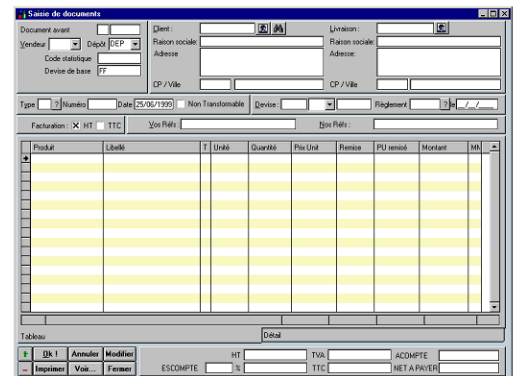 Saisie de documents
Document avant
Client :
Livraison :
Vendeur
Dépôt DEP
Raison sociale:
Raison sociale:
Code statistique
Adresse
Adresse:
Devise de base FF
CP / Ville
CP / Ville
Type ? Numéro Date 25/06/1999 Non Transformable Devise : Règlement ? le __/__/__
Facturation : X HT TTC Vos Réfs : Nos Réfs :
Produit Libellé T Unité Quantité Prix Unit Remise PU remisé Montant
Tableau Détail
Ok ! Annuler Modifier HT TVA ACOMPTE
Imprimer Voir... Fermer ESCOMPTE % TTC NET A PAYER